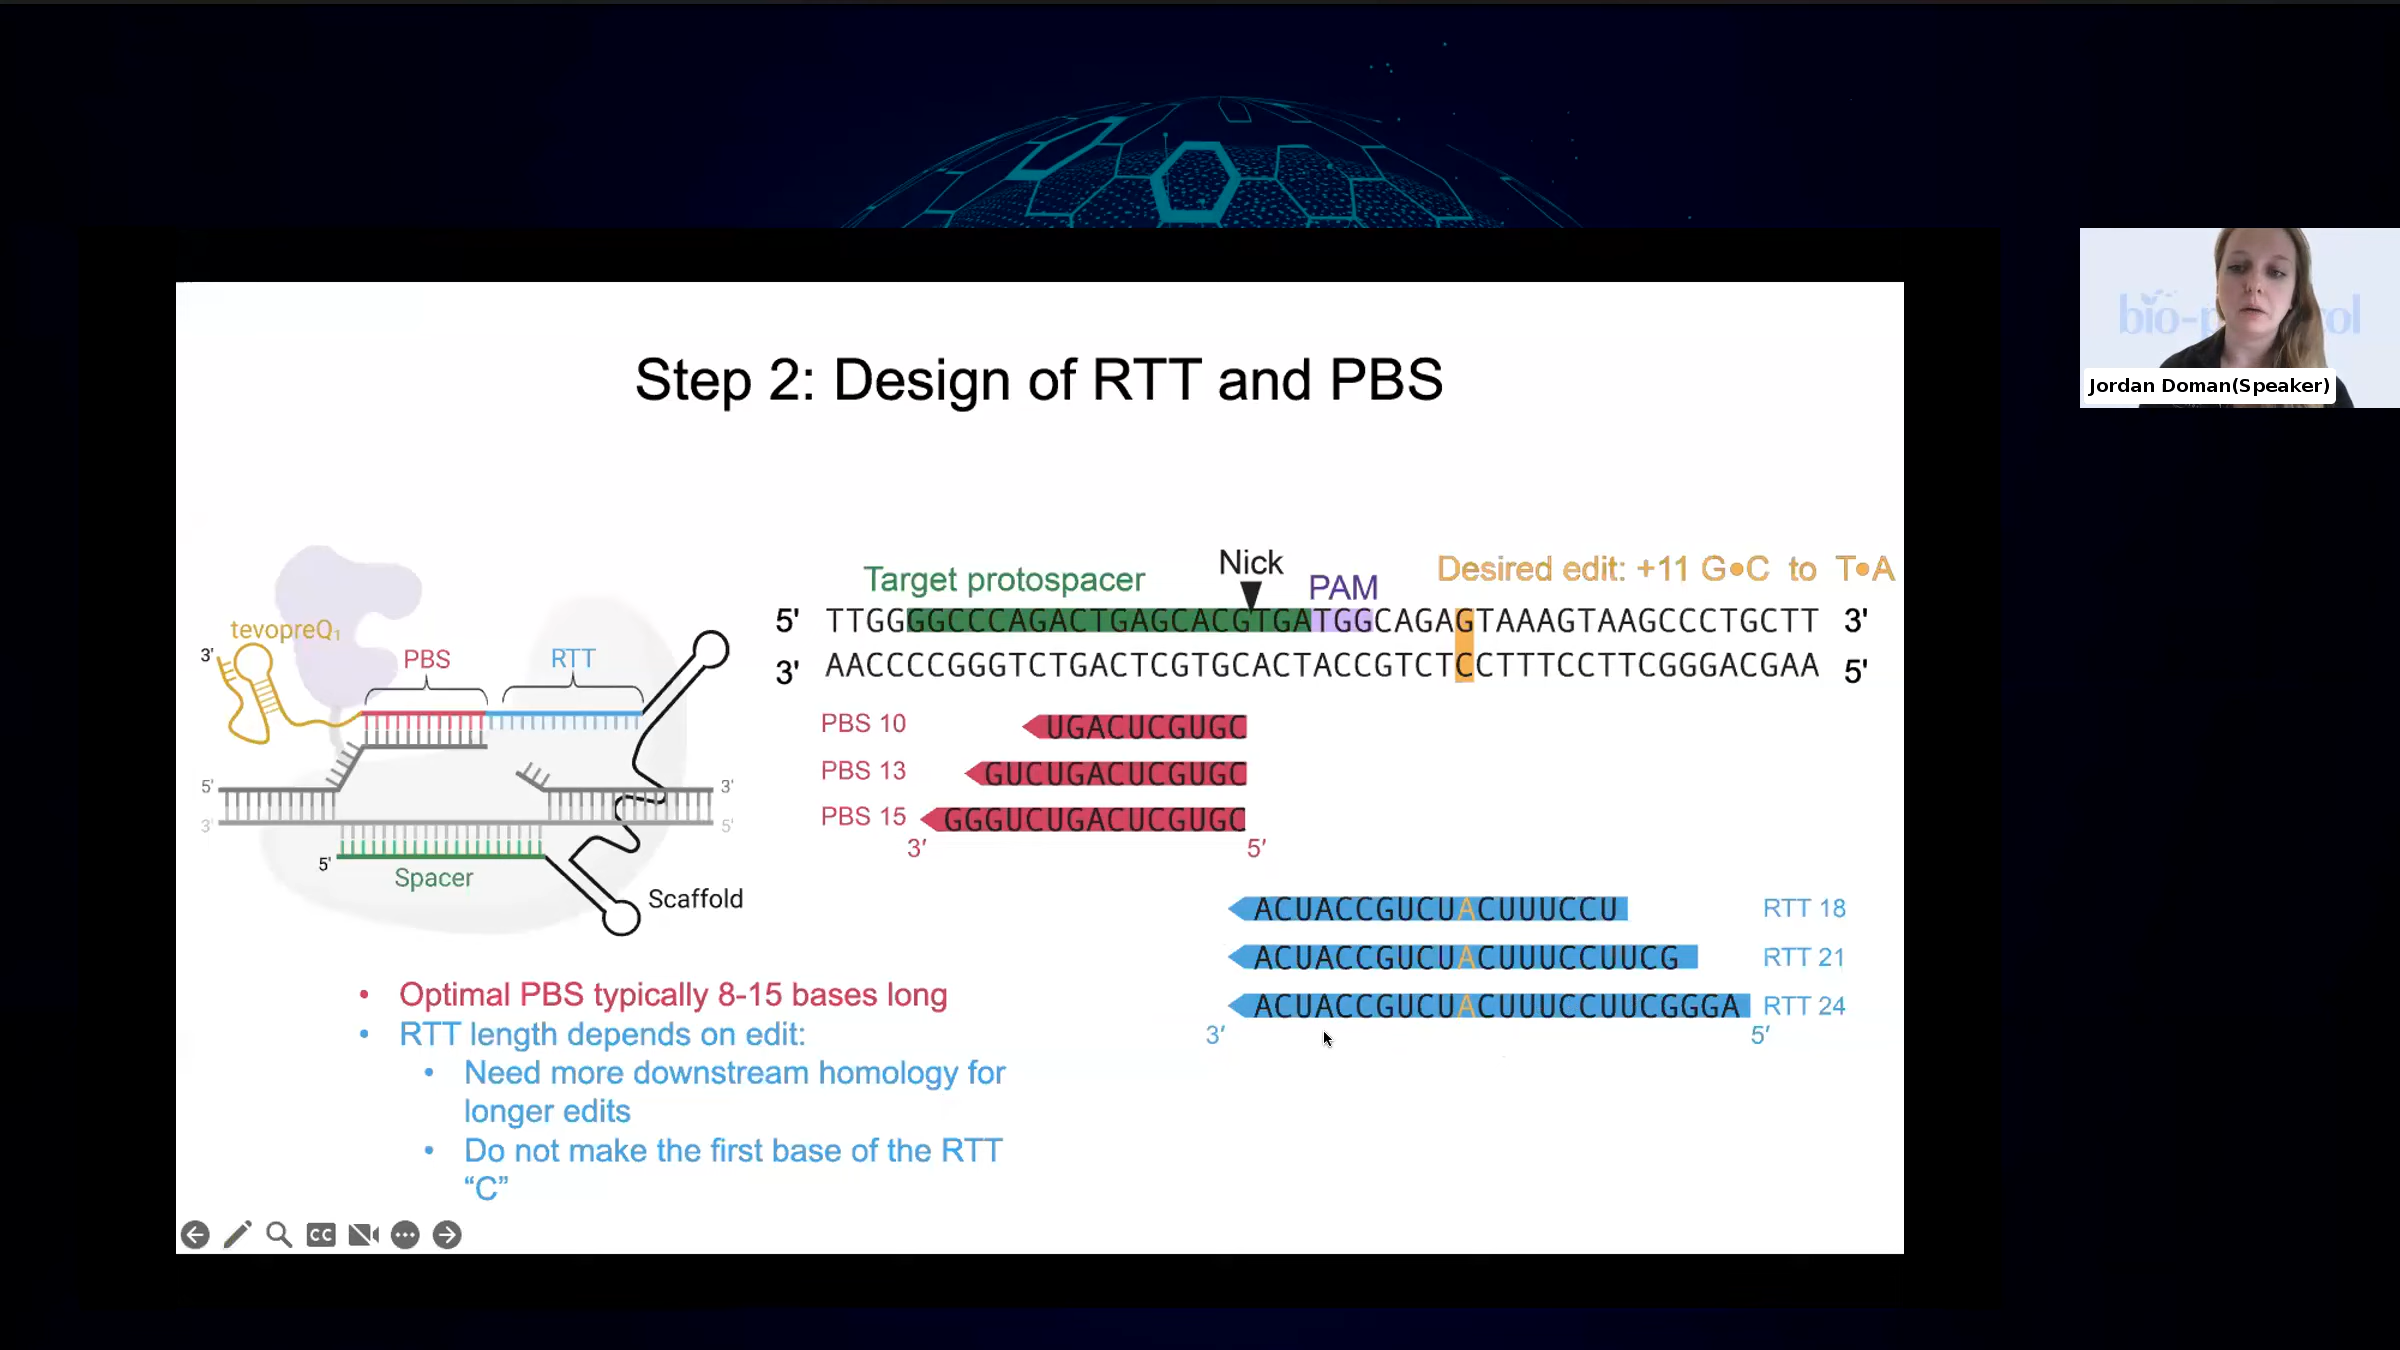 Step 2: Design of RTT and PBS
bio-p col
Jordan Doman(Speaker)
Nick
Target protospacer
PAM
Desired edit: +11 G•C to T•A
5' TTGGGGCCCAGACTGAGCACGTGATGGCAGAGTAAAGTAAGCCCTGCTT 3'
3' AACCCCGGGTCTGACTCGTGCACTACCGTCTCCTTTCCTTCGGGACGAA 5'
PBS 10 UGACUCGUGC
PBS 13 GUCUGACUCGUGC
PBS 15 GGGUCUGACUCGUGC
3' 5'
ACUACCGUCUACUUUCCU RTT 18
ACUACCGUCUACUUUCCUUCG RTT 21
ACUACCGUCUACUUUCCUUCGGGA RTT 24
3' 5'
tevopreQ1
3'
PBS
RTT
5' 3'
3' 5'
5'
Spacer
Scaffold
• Optimal PBS typically 8-15 bases long
• RTT length depends on edit:
• Need more downstream homology for
longer edits
• Do not make the first base of the RTT
“C”
CC